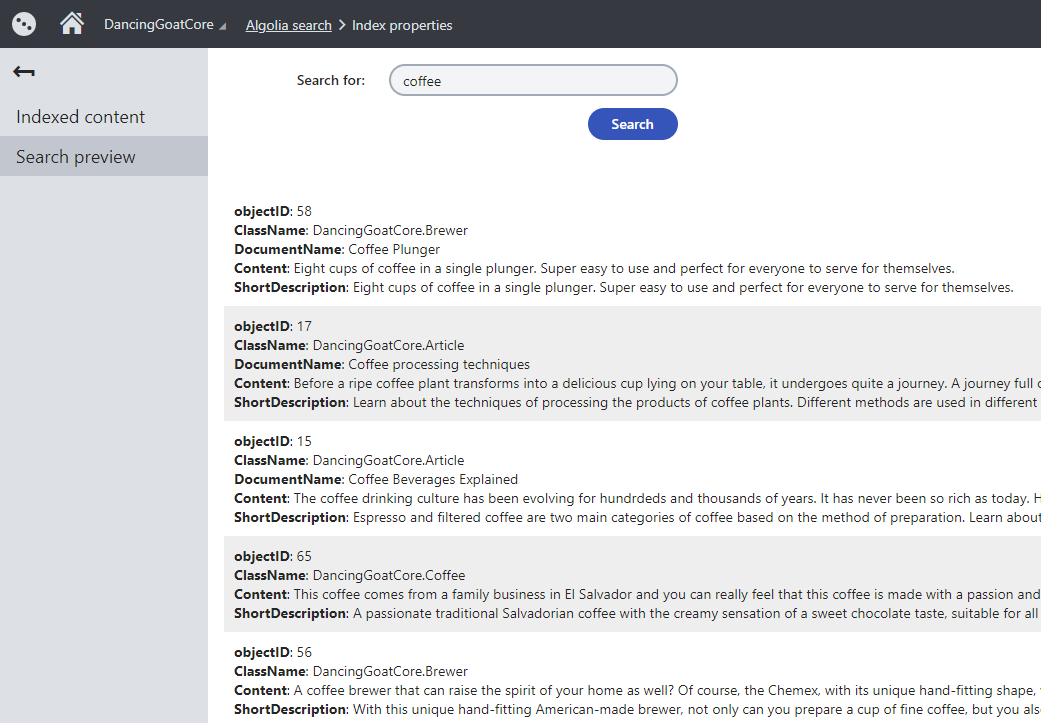 DancingGoatCore Algolia search Index properties
Search for: coffee
Search
Indexed content
Search preview
objectID: 58
ClassName: DancingGoatCore.Brewer
DocumentName: Coffee Plunger
Content: Eight cups of coffee in a single plunger. Super easy to use and perfect for everyone to serve for themselves.
ShortDescription: Eight cups of coffee in a single plunger. Super easy to use and perfect for everyone to serve for themselves.
objectID: 17
ClassName: DancingGoatCore.Article
DocumentName: Coffee processing techniques
Content: Before a ripe coffee plant transforms into a delicious cup lying on your table, it undergoes quite a journey. A journey full
ShortDescription: Learn about the techniques of processing the products of coffee plants. Different methods are used in different
objectID: 15
ClassName: DancingGoatCore.Article
DocumentName: Coffee Beverages Explained
Content: The coffee drinking culture has been evolving for hundrdeds and thousands of years. It has never been so rich as today.
ShortDescription: Espresso and filtered coffee are two main categories of coffee based on the method of preparation. Learn about
objectID: 65
ClassName: DancingGoatCore.Coffee
Content: This coffee comes from a family business in El Salvador and you can really feel that this coffee is made with a passion and
ShortDescription: A passionate traditional Salvadorian coffee with the creamy sensation of a sweet chocolate taste, suitable for all
objectID: 56
ClassName: DancingGoatCore.Brewer
Content: A coffee brewer that can raise the spirit of your home as well? Of course, the Chemex, with its unique hand-fitting shape,
ShortDescription: With this unique hand-fitting American-made brewer, not only can you prepare a cup of fine coffee, but you